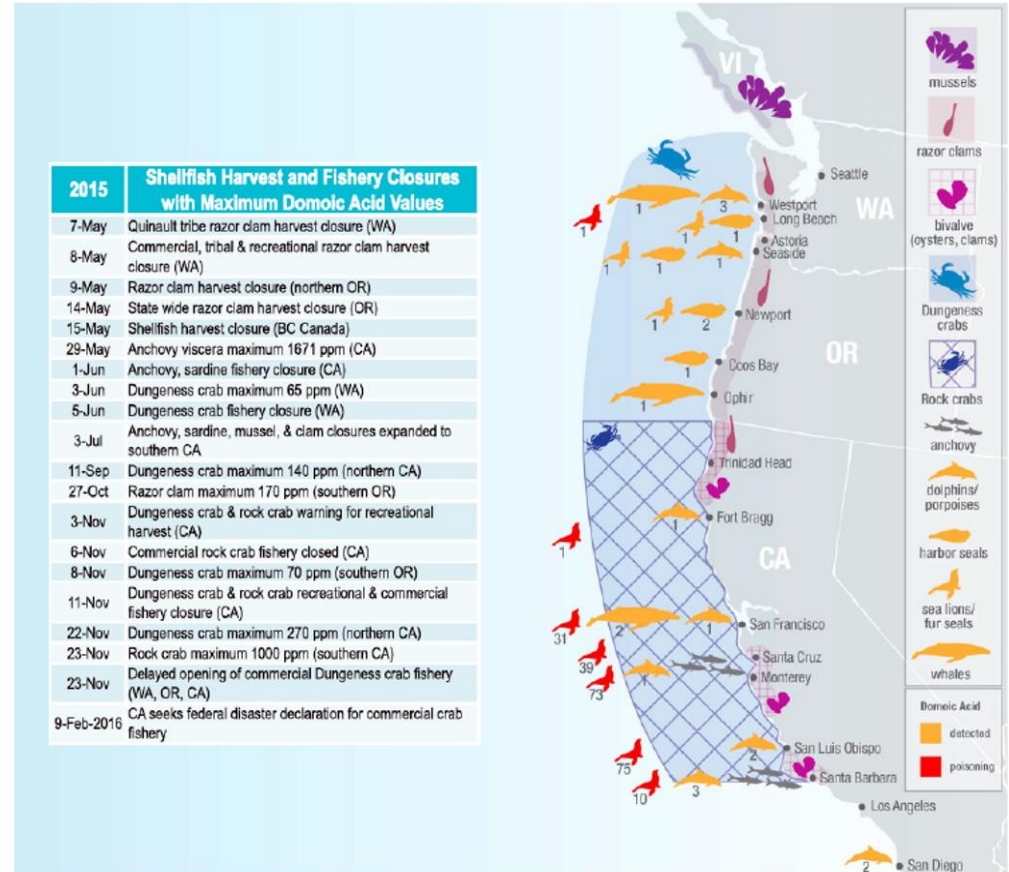 2015
Shellfish Harvest and Fishery Closures
with Maximum Domoic Acid Values
7-May Quinault tribe razor clam harvest closure (WA)
8-May Commercial, tribal & recreational razor clam harvest
closure (WA)
9-May Razor clam harvest closure (northern OR)
14-May State wide razor clam harvest closure (OR)
15-May Shellfish harvest closure (BC Canada)
29-May Anchovy viscera maximum 1671 ppm (CA)
1-Jun Anchovy, sardine fishery closure (CA)
3-Jun Dungeness crab maximum 65 ppm (WA)
5-Jun Dungeness crab fishery closure (WA)
3-Jul Anchovy, sardine, mussel, & clam closures expanded to
southern CA
11-Sep Dungeness crab maximum 140 ppm (northern CA)
27-Oct Razor clam maximum 170 ppm (southern OR)
3-Nov Dungeness crab & rock crab warning for recreational
harvest (CA)
6-Nov Commercial rock crab fishery closed (CA)
8-Nov Dungeness crab maximum 70 ppm (southern OR)
11-Nov Dungeness crab & rock crab recreational & commercial
fishery closure (CA)
22-Nov Dungeness crab maximum 270 ppm (northern CA)
23-Nov Rock crab maximum 1000 ppm (southern CA)
23-Nov Delayed opening of commercial Dungeness crab fishery
(WA, OR, CA)
9-Feb-2016 CA seeks federal disaster declaration for commercial crab
fishery
VI
Seattle
WA
1 3 Westport
1 1 1 Long Beach
Astoria
1 1 1 Seaside
1 2 Newport
OR
1 Coos Bay
1 Ophir
Trinidad Head
1 Fort Bragg
1
CA
31 2 1 San Francisco
39 Santa Cruz
73 1 Monterey
75 2 San Luis Obispo
10 3 Santa Barbara
Los Angeles
2 San Diego
mussels
razor clams
bivalve
(oysters, clams)
Dungeness
crabs
Rock crabs
anchovy
dolphins/
porpoises
harbor seals
sea lions/
fur seals
whales
Domoic Acid
detected
poisoning